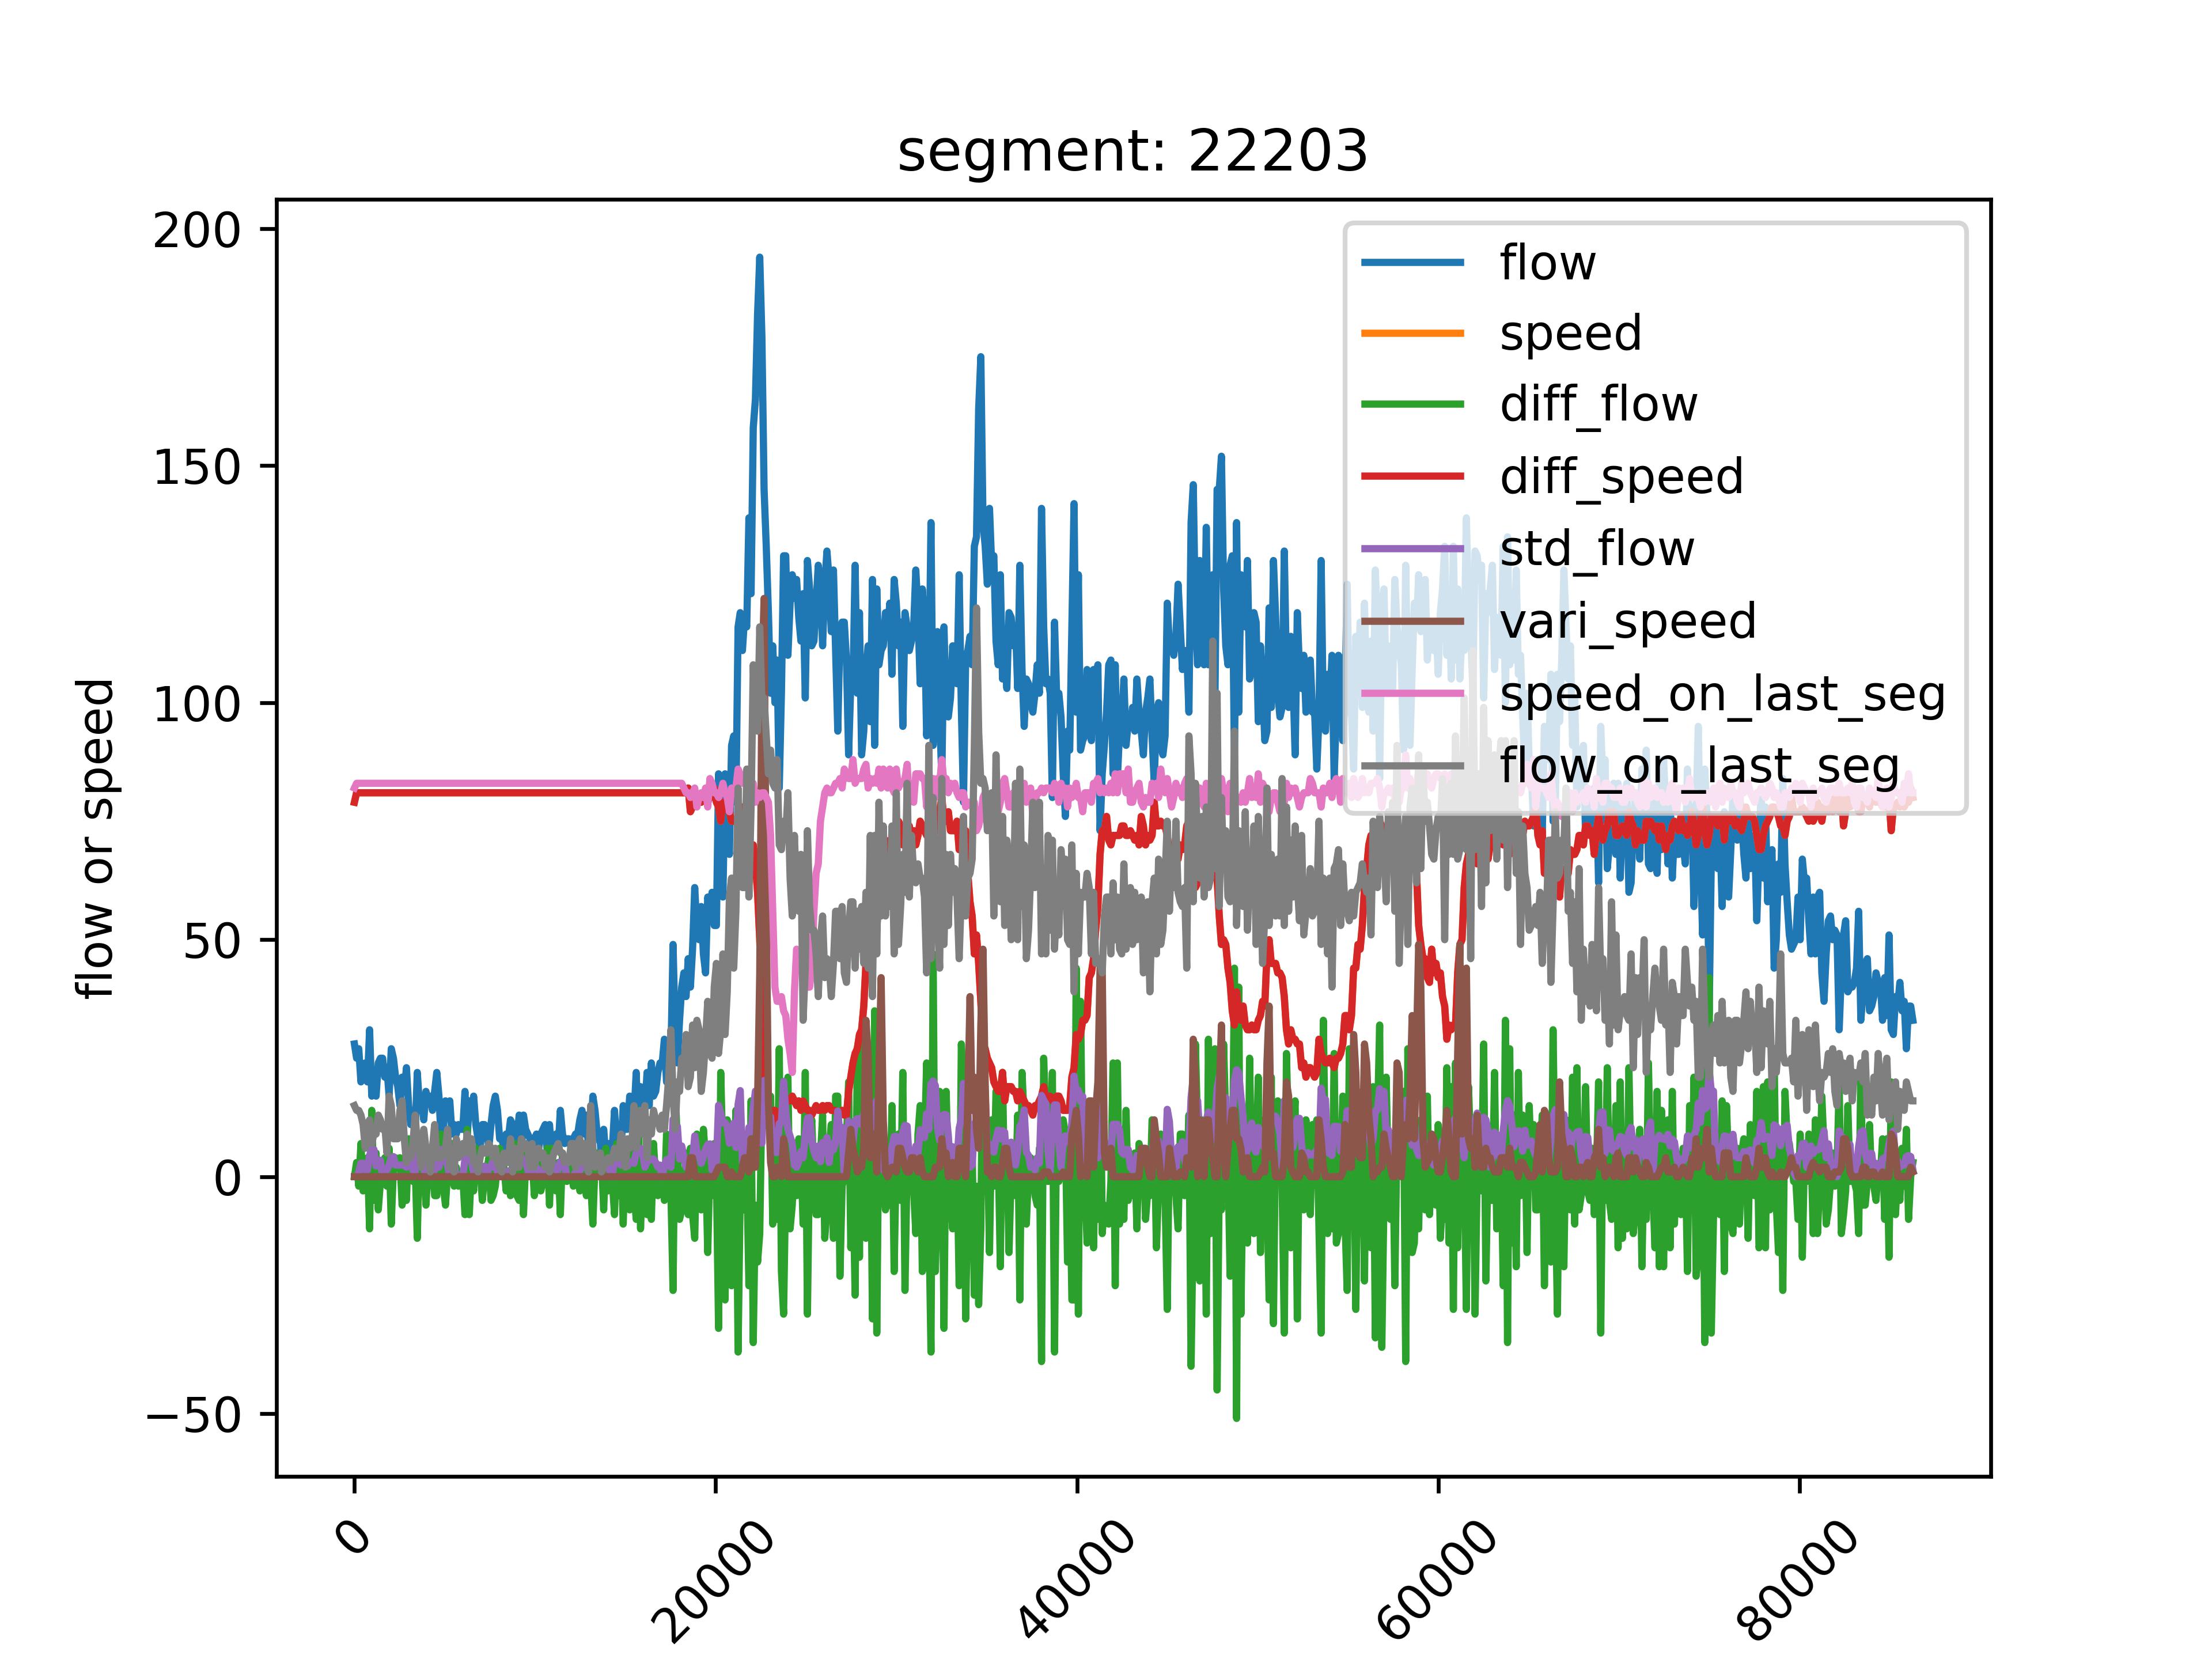 segment: 22203
flow or speed
200
150
100
50
0
−50
0
20000
40000
60000
80000
flow
speed
diff_flow
diff_speed
std_flow
vari_speed
speed_on_last_seg
flow_on_last_seg